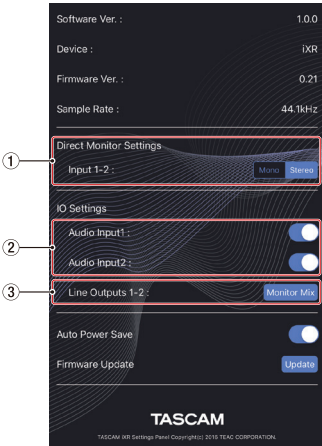 Software Ver. : 1.0.0
Device : iXR
Firmware Ver. : 0.21
Sample Rate : 44.1kHz
① Direct Monitor Settings
Input 1-2 : Mono Stereo
IO Settings
② Audio Input1 :
Audio Input2 :
③ Line Outputs 1-2 : Monitor Mix
Auto Power Save
Firmware Update Update
TASCAM
TASCAM iXR Settings Panel Copyright(c) 2018 TEAC CORPORATION.